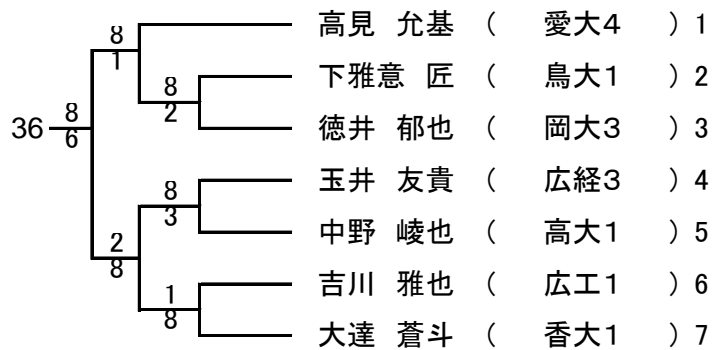 高見 允基 ( 愛大4 ) 1
8
1
下雅意 匠 ( 鳥大1 ) 2
8
2
36
8
6
徳井 郁也 ( 岡大3 ) 3
玉井 友貴 ( 広経3 ) 4
8
3
中野 崚也 ( 高大1 ) 5
2
8
吉川 雅也 ( 広工1 ) 6
1
8
大達 蒼斗 ( 香大1 ) 7